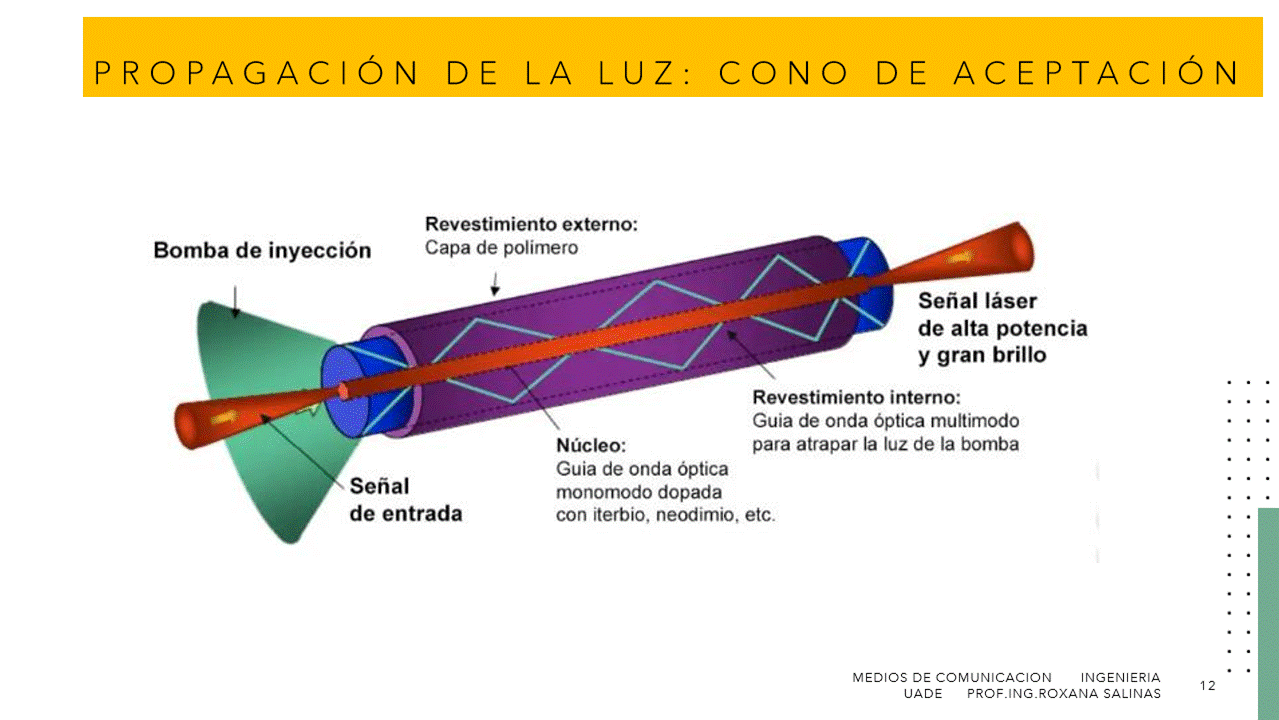 PROPAGACIÓN DE LA LUZ: CONO DE ACEPTACIÓN
Revestimiento externo:
Capa de polímero
Bomba de inyección
Señal láser
de alta potencia
y gran brillo
Revestimiento interno:
Guia de onda óptica multimodo
para atrapar la luz de la bomba
Núcleo:
Guia de onda óptica
monomodo dopada
con iterbio, neodimio, etc.
Señal
de entrada
MEDIOS DE COMUNICACION INGENIERIA
UADE PROF.ING.ROXANA SALINAS
12